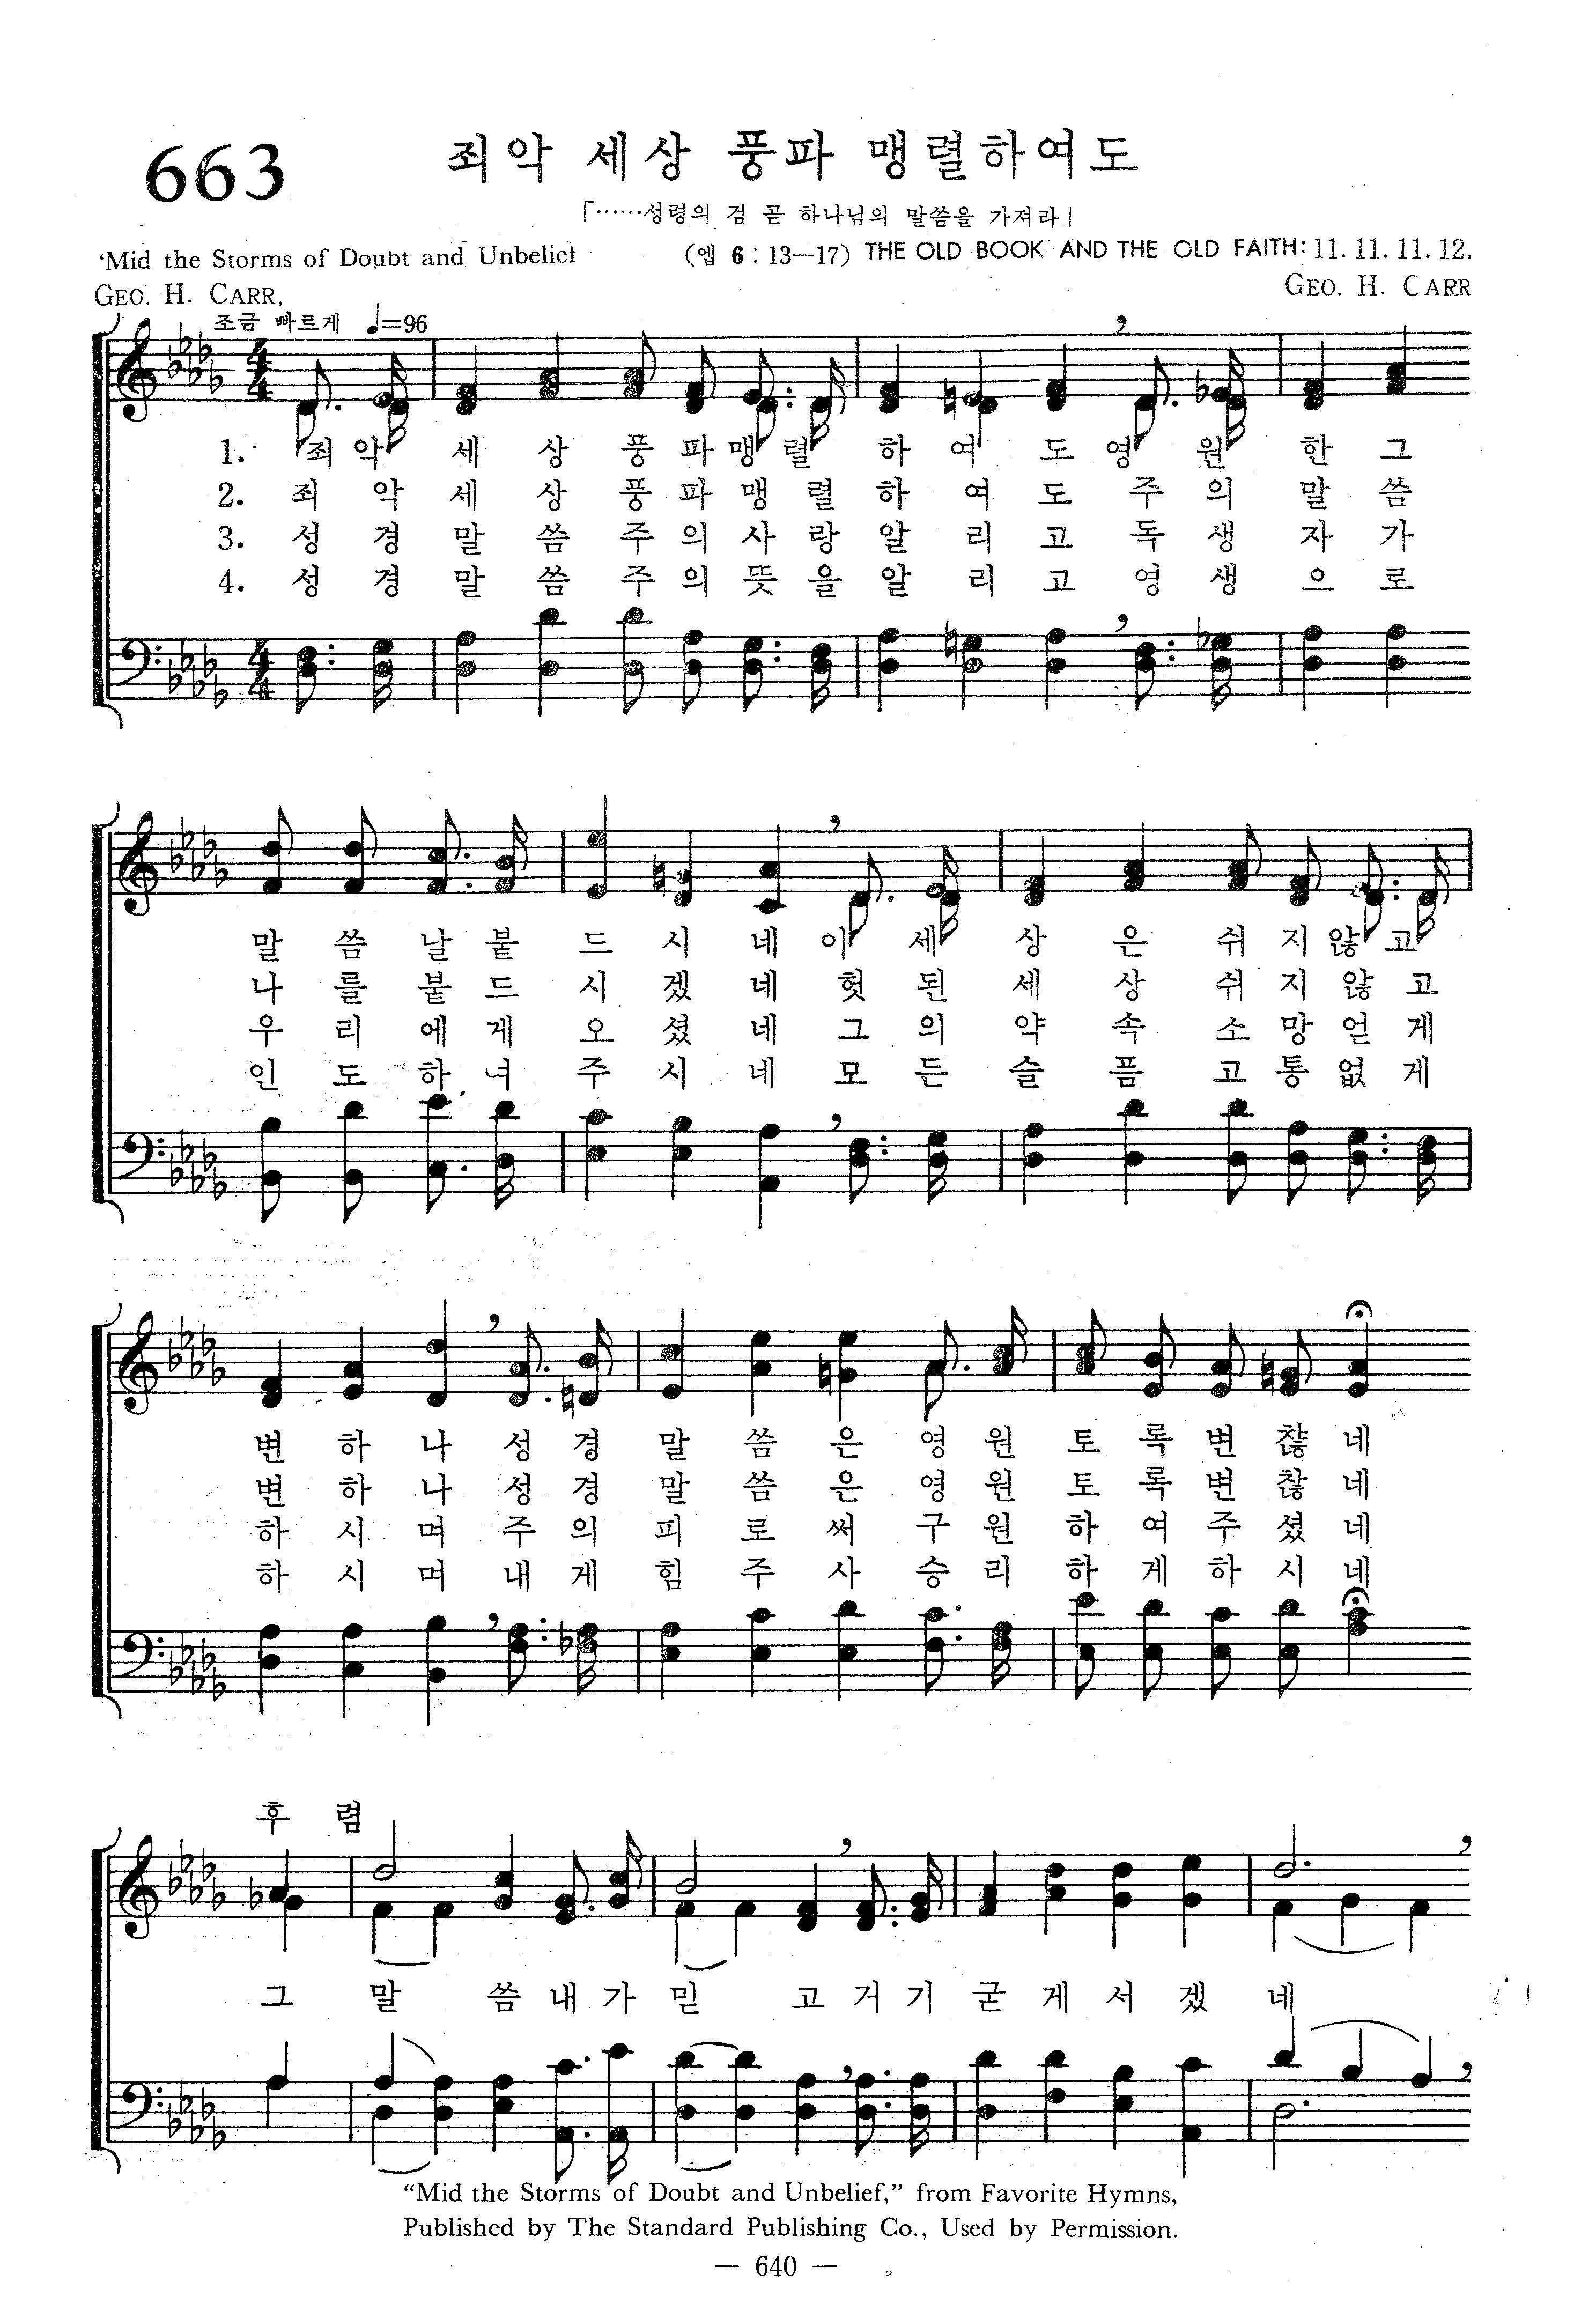 663
죄악 세상 풍파 맹렬하여도
「……성령의 검 곧 하나님의 말씀을 가져라」
‘Mid the Storms of Doubt and Unbelief (엡 6 : 13—17) THE OLD BOOK AND THE OLD FAITH: 11. 11. 11. 12.
GEO. H. CARR, GEO. H. CARR
조금 빠르게 ♩=96
1. 죄 악 세 상 풍 파 맹 렬 하 여 도 영 원 한 그
2. 죄 악 세 상 풍 파 맹 렬 하 여 도 주 의 말 씀
3. 성 경 말 씀 주 의 사 랑 알 리 고 독 생 자 가
4. 성 경 말 씀 주 의 뜻 을 알 리 고 영 생 으 로
말 씀 날 붙 드 시 네 이 세 상 은 쉬 지 않 고
나 를 붙 드 시 겠 네 헛 된 세 상 쉬 지 않 고
우 리 에 게 오 셨 네 그 의 약 속 소 망 얻 게
인 도 하 녀 주 시 네 모 든 슬 픔 고 통 없 게
변 하 나 성 경 말 씀 은 영 원 토 록 변 찮 네
변 하 나 성 경 말 씀 은 영 원 토 록 변 찮 네
하 시 며 주 의 피 로 써 구 원 하 여 주 셨 네
하 시 며 내 게 힘 주 사 승 리 하 게 하 시 네
후 렴
그 말 씀 내 가 믿 고 거 기 굳 게 서 겠 네
“Mid the Storms of Doubt and Unbelief,” from Favorite Hymns,
Published by The Standard Publishing Co., Used by Permission.
— 640 —